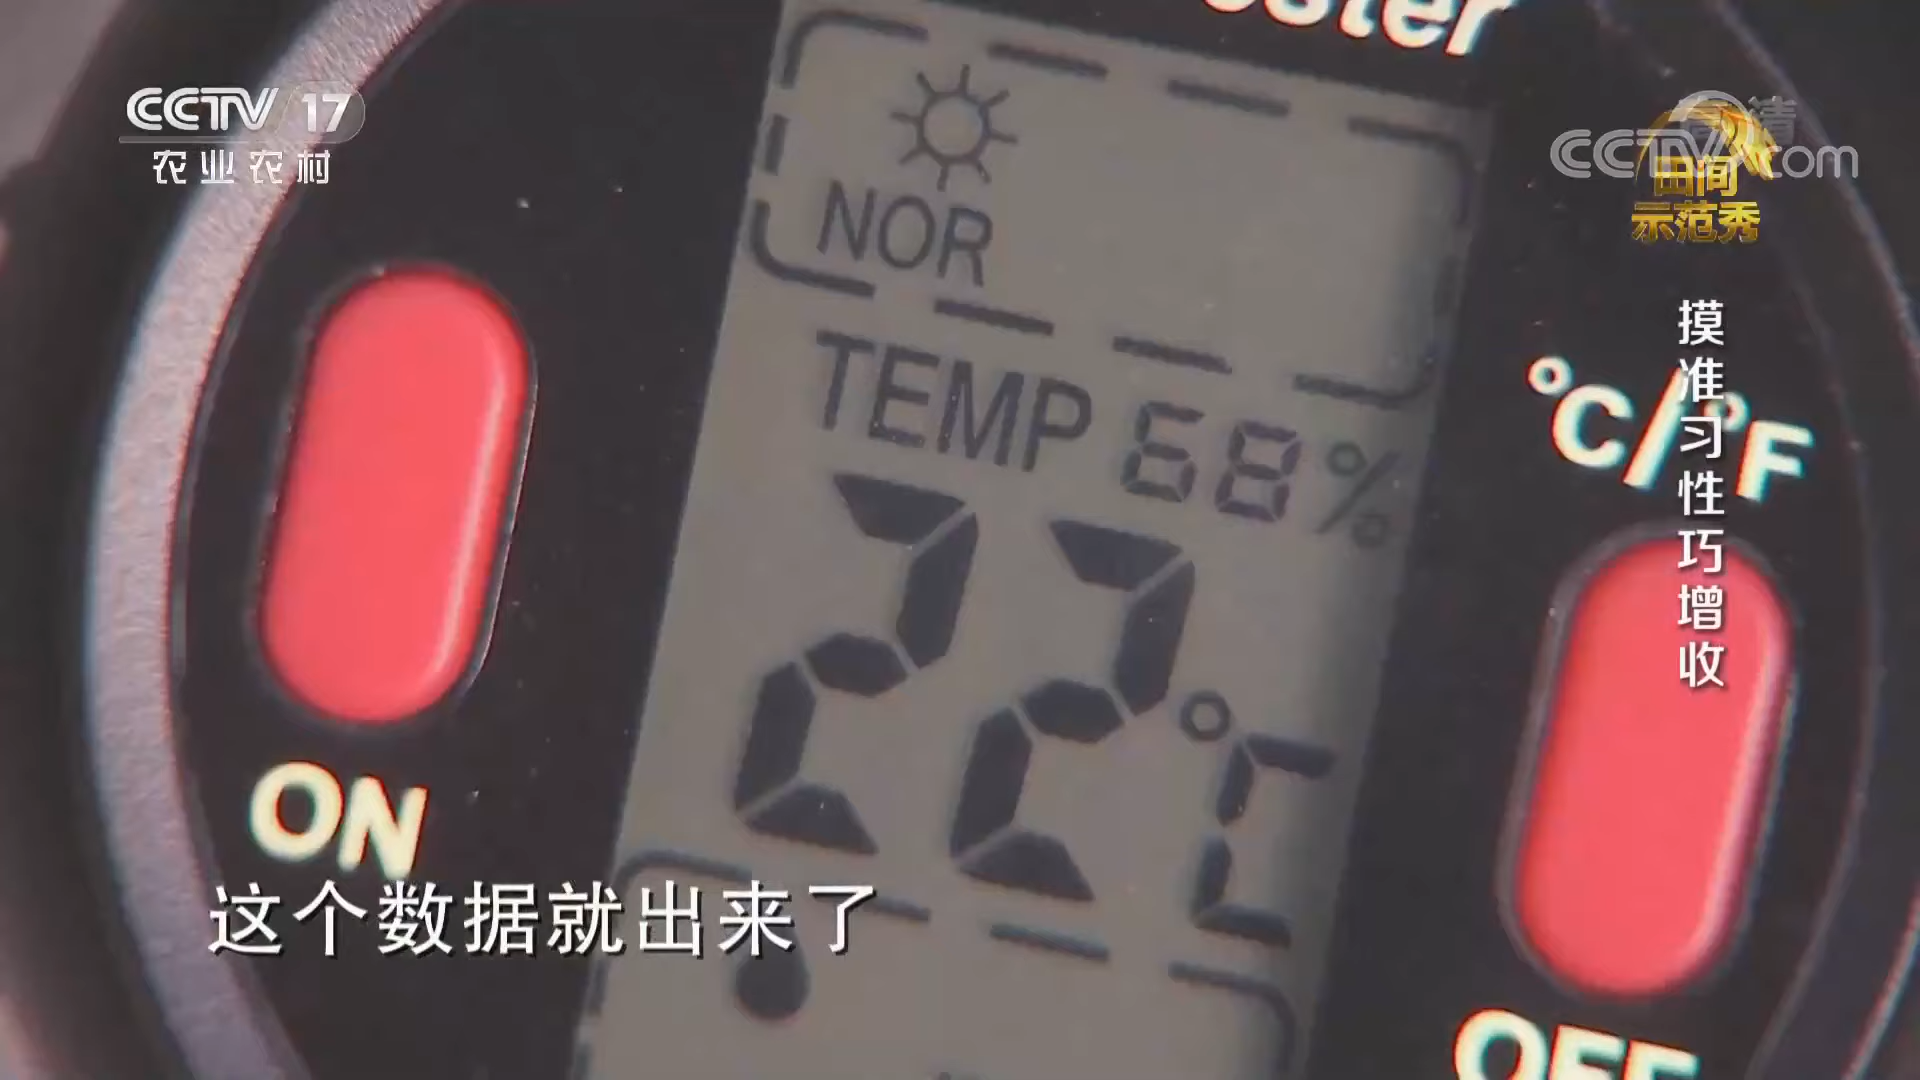 ster
CCTV 17
农业农村
CCTV.com
田间
示范秀
NOR
TEMP 68%
22°C
°C/°F
摸准习性巧增收
ON
OFF
这个数据就出来了